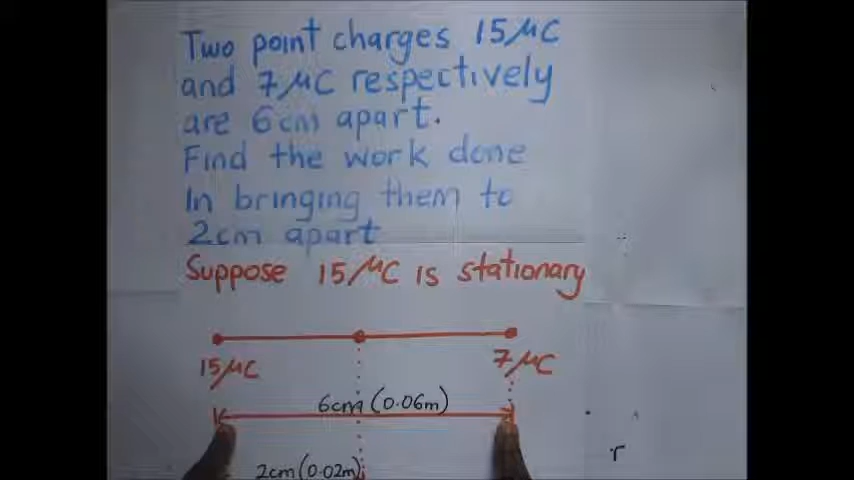 Two point charges 15μC
and 7μC respectively
are 6cm apart.
Find the work done
In bringing them to
2cm apart
Suppose 15μC is stationary
15μC 7μC
6cm (0.06m)
2cm (0.02m)
r